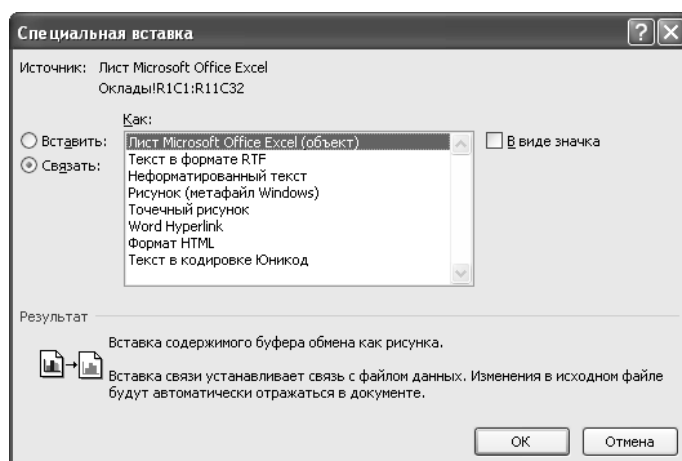 Специальная вставка
Источник: Лист Microsoft Office Excel
Оклады!R1C1:R11C32
Как:
Вставить:
Связать:
Лист Microsoft Office Excel (объект)
Текст в формате RTF
Неформатированный текст
Рисунок (метафайл Windows)
Точечный рисунок
Word Hyperlink
Формат HTML
Текст в кодировке Юникод
В виде значка
Результат
Вставка содержимого буфера обмена как рисунка.
Вставка связи устанавливает связь с файлом данных. Изменения в исходном файле
будут автоматически отражаться в документе.
ОК
Отмена